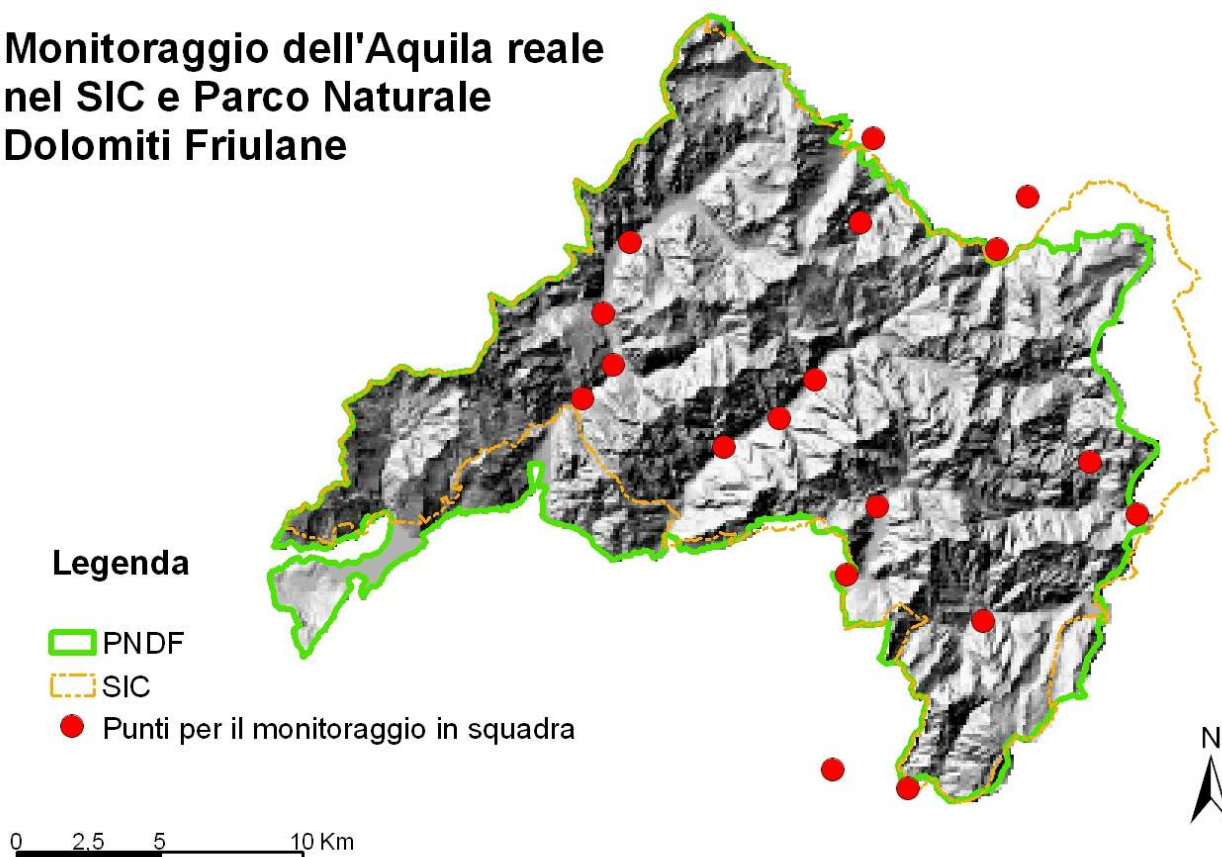 Monitoraggio dell'Aquila reale
nel SIC e Parco Naturale
Dolomiti Friulane
Legenda
PNDF
SIC
Punti per il monitoraggio in squadra
N
0 2,5 5 10 Km